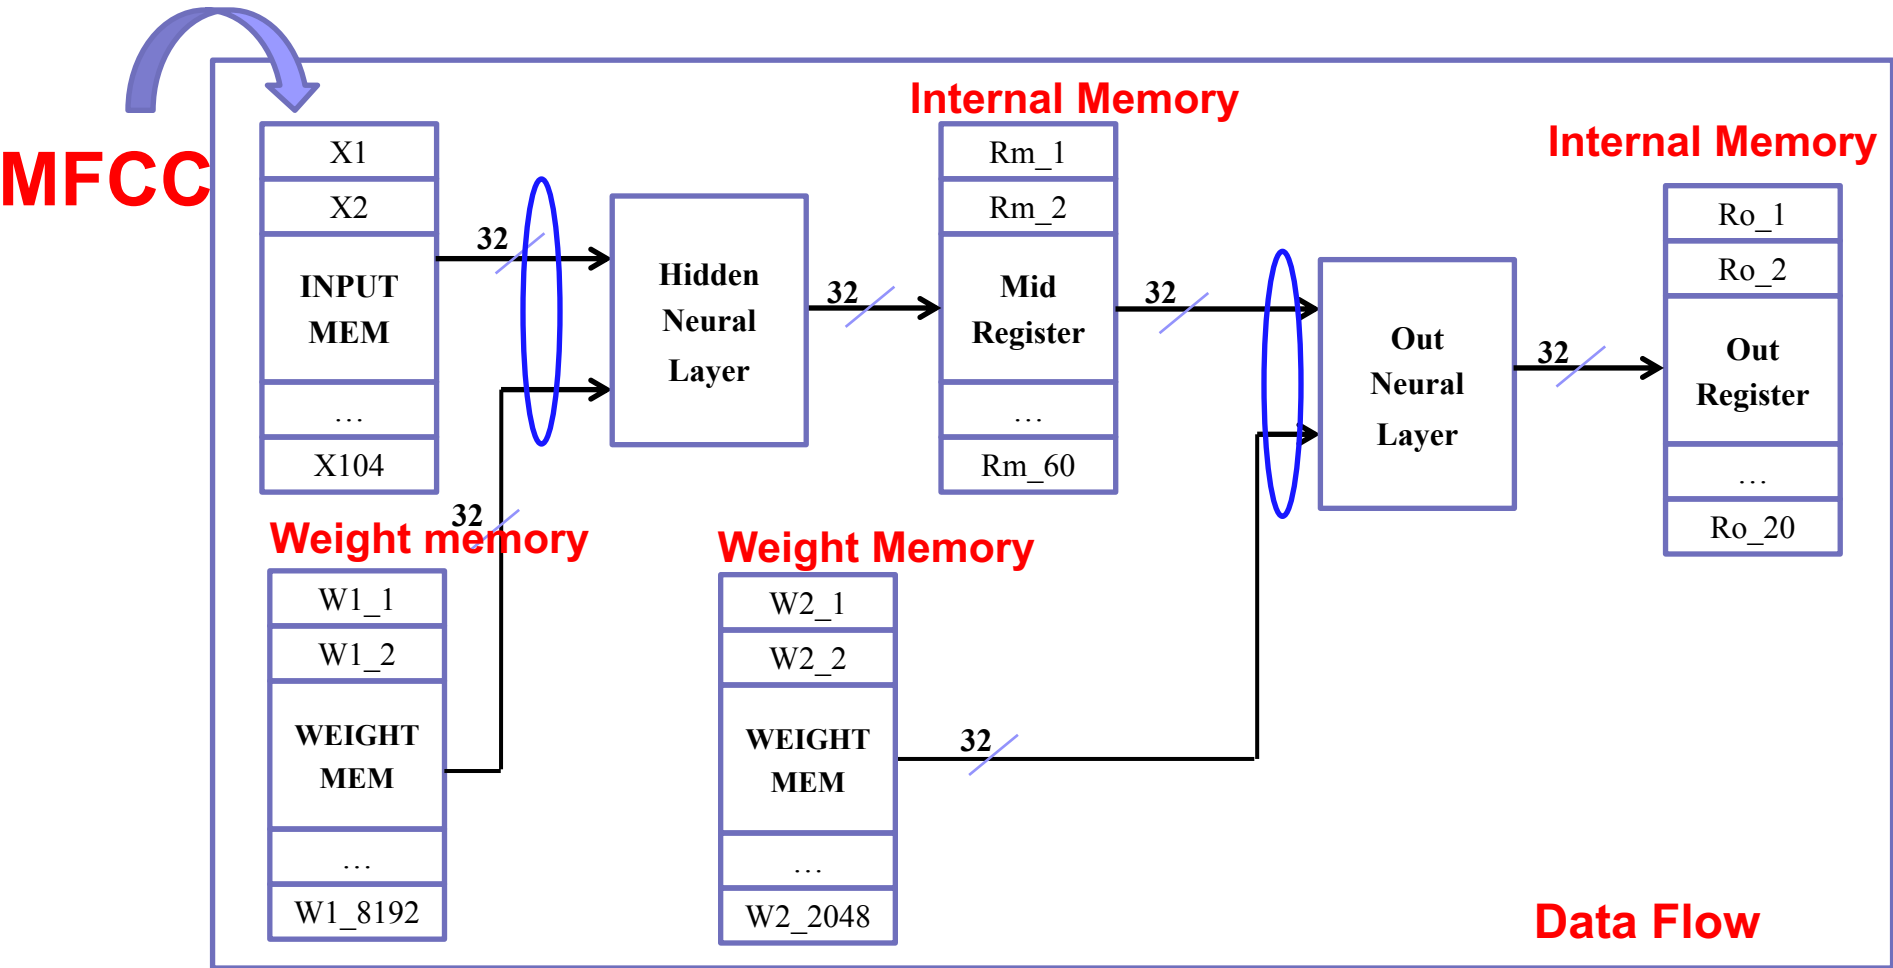 MFCC
X1
X2
INPUT
MEM
…
X104
32
32
Weight memory
W1_1
W1_2
WEIGHT
MEM
…
W1_8192
Hidden
Neural
Layer
32
Internal Memory
Rm_1
Rm_2
Mid
Register
…
Rm_60
32
Weight Memory
W2_1
W2_2
WEIGHT
MEM
…
W2_2048
32
Out
Neural
Layer
32
Internal Memory
Ro_1
Ro_2
Out
Register
…
Ro_20
Data Flow